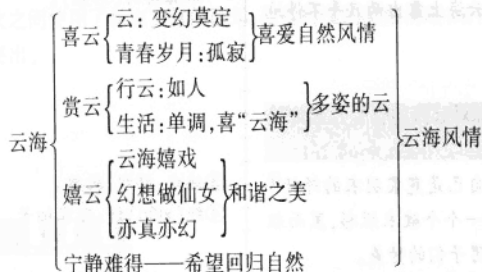 云海
喜云
云：变幻莫定
青春岁月：孤寂
喜爱自然风情
赏云
行云：如人
生活：单调，喜“云海”
多姿的云
嬉云
云海嬉戏
幻想做仙女
亦真亦幻
和谐之美
宁静难得——希望回归自然
云海风情